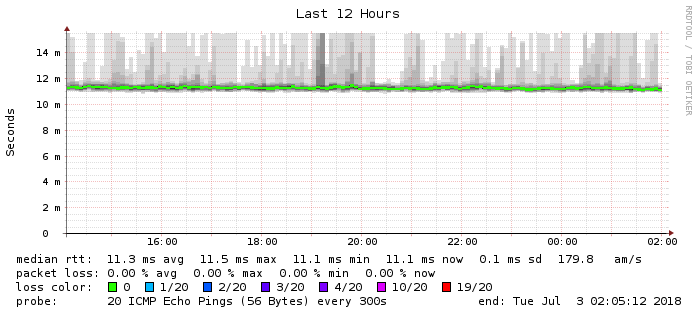 Last 12 Hours
RRDTOOL / TOBI OETIKER
Seconds
14 m
12 m
10 m
8 m
6 m
4 m
2 m
0
16:00 18:00 20:00 22:00 00:00 02:00
median rtt: 11.3 ms avg 11.5 ms max 11.1 ms min 11.1 ms now 0.1 ms sd 179.8 am/s
packet loss: 0.00 % avg 0.00 % max 0.00 % min 0.00 % now
loss color: 0 1/20 2/20 3/20 4/20 10/20 19/20
probe: 20 ICMP Echo Pings (56 Bytes) every 300s end: Tue Jul 3 02:05:12 2018